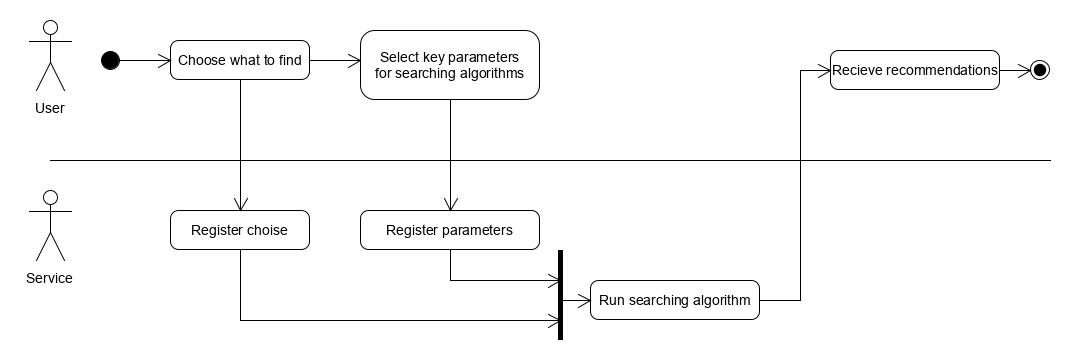 Choose what to find
Select key parameters
for searching algorithms
Recieve recommendations
User
Register choise
Register parameters
Service
Run searching algorithm